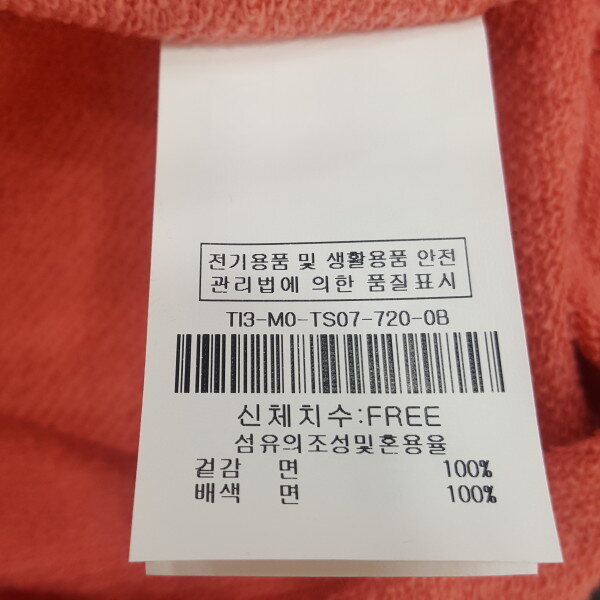 전기용품 및 생활용품 안전
관리법에 의한 품질표시
TI3-MO-TS07-720-0B
신체치수:FREE
섬유의조성및혼용율
겉감 면 100%
배색 면 100%